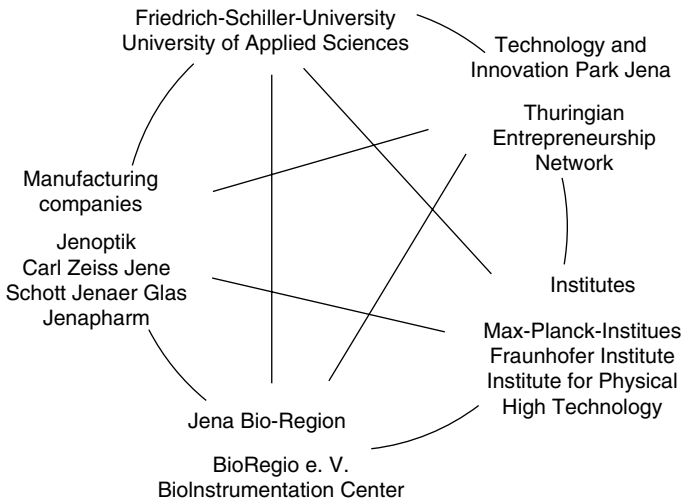 Friedrich-Schiller-University
University of Applied Sciences
Technology and
Innovation Park Jena
Thuringian
Entrepreneurship
Network
Manufacturing
companies
Jenoptik
Carl Zeiss Jene
Schott Jenaer Glas
Jenapharm
Institutes
Max-Planck-Institues
Fraunhofer Institute
Institute for Physical
High Technology
Jena Bio-Region
BioRegio e. V.
BioInstrumentation Center